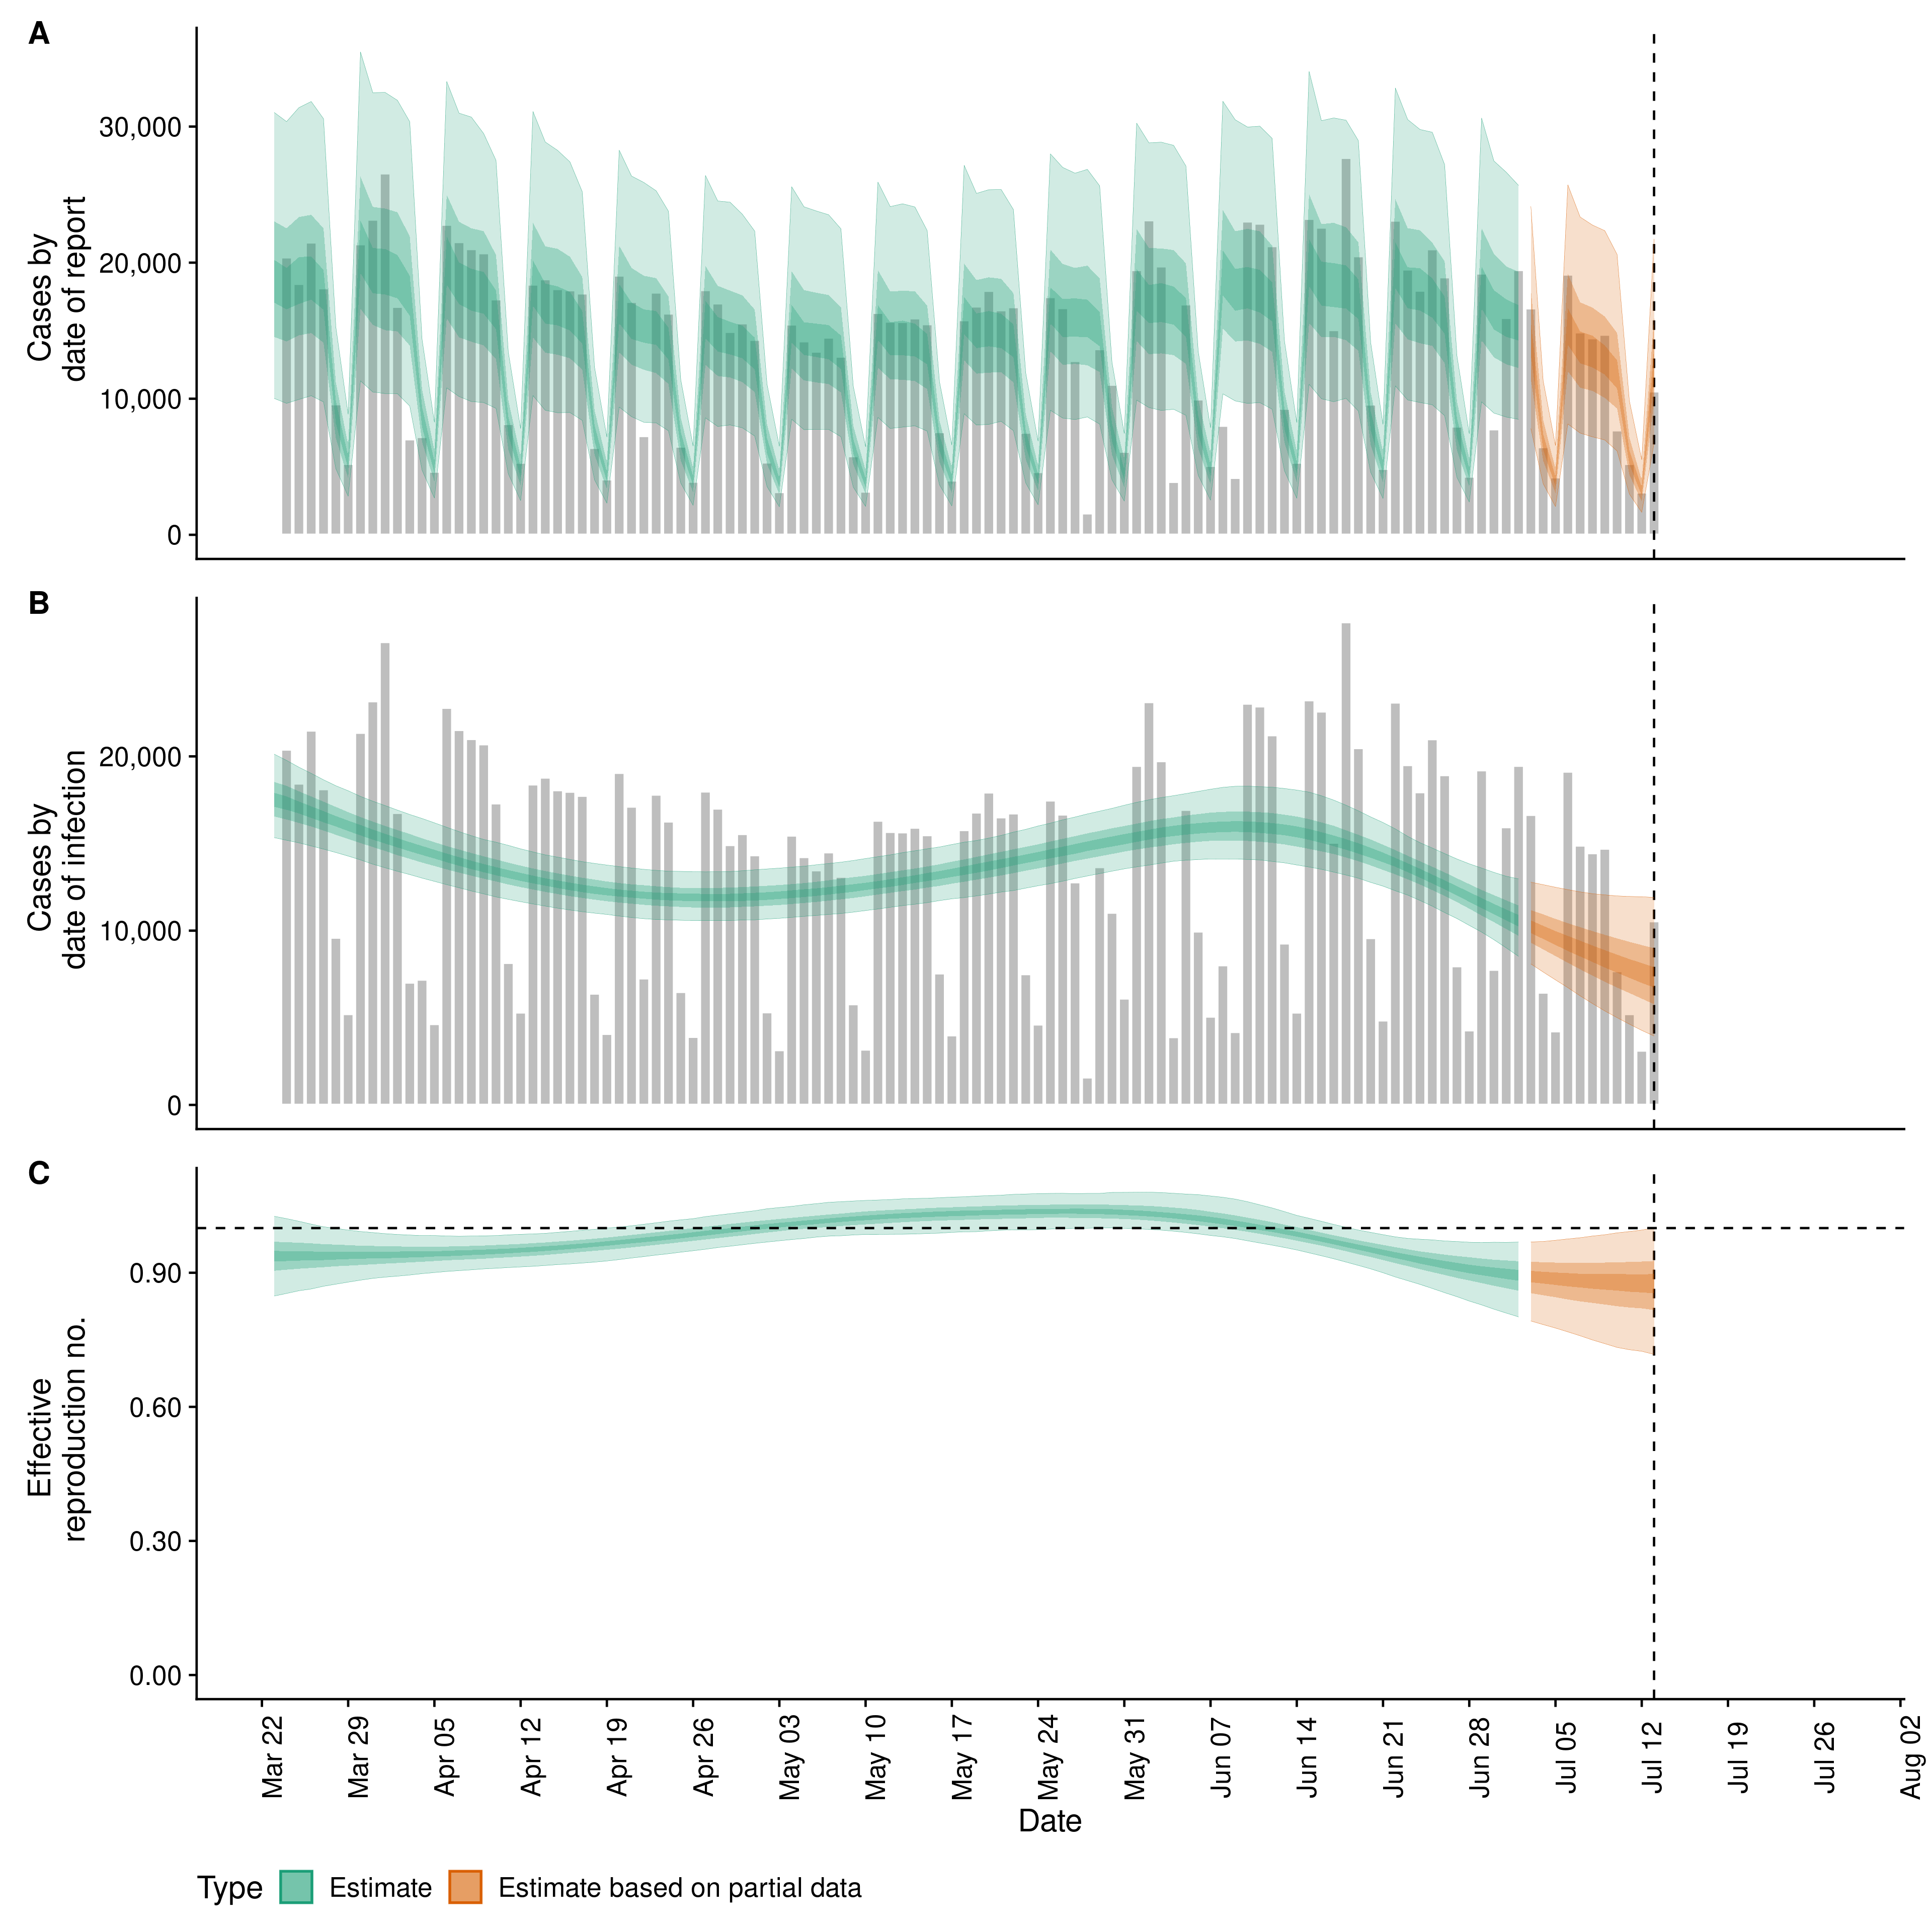 A
Cases by
date of report
30,000
20,000
10,000
0
B
Cases by
date of infection
20,000
10,000
0
C
Effective
reproduction no.
0.90
0.60
0.30
0.00
Mar 22
Mar 29
Apr 05
Apr 12
Apr 19
Apr 26
May 03
May 10
May 17
May 24
May 31
Jun 07
Jun 14
Jun 21
Jun 28
Jul 05
Jul 12
Jul 19
Jul 26
Aug 02
Date
Type Estimate Estimate based on partial data